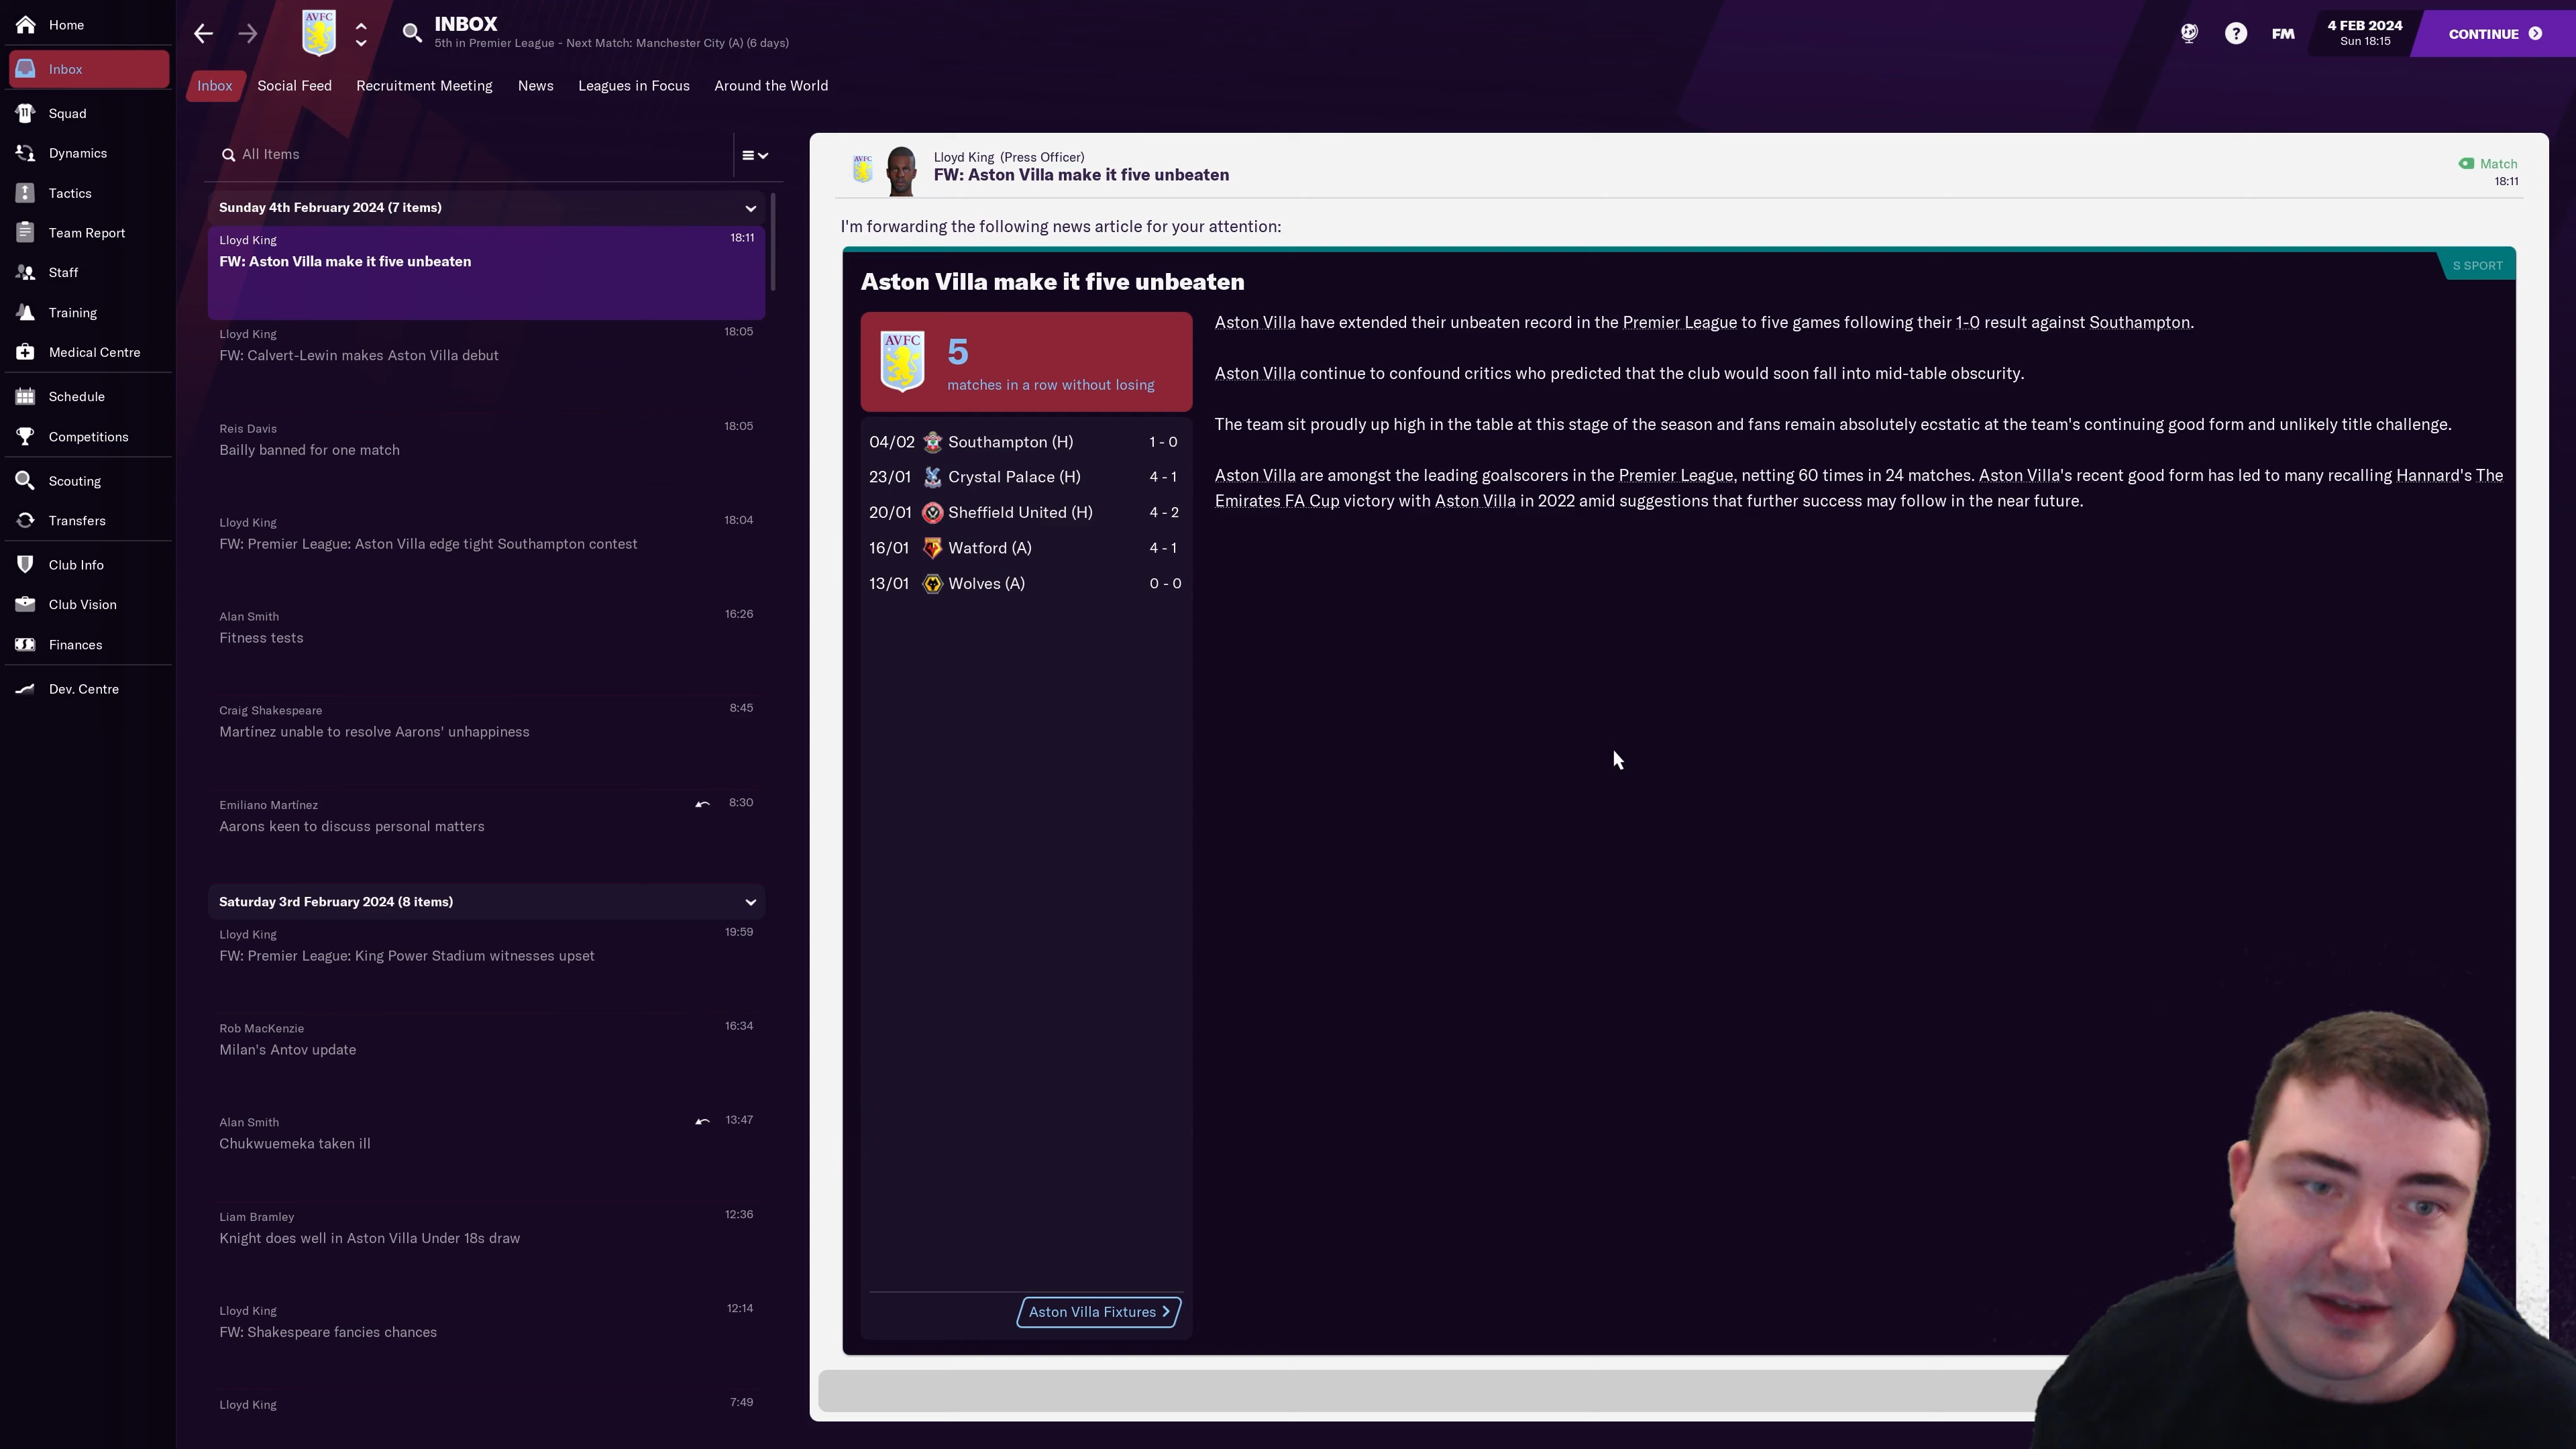 Home
Inbox
Squad
Dynamics
Tactics
Team Report
Staff
Training
Medical Centre
Schedule
Competitions
Scouting
Transfers
Club Info
Club Vision
Finances
Dev. Centre
AVFC
INBOX
5th in Premier League - Next Match: Manchester City (A) (6 days)
?
FM
4 FEB 2024
Sun 18:15
CONTINUE
Inbox Social Feed Recruitment Meeting News Leagues in Focus Around the World
All Items
Sunday 4th February 2024 (7 items)
Lloyd King 18:11
FW: Aston Villa make it five unbeaten
Lloyd King 18:05
FW: Calvert-Lewin makes Aston Villa debut
Reis Davis 18:05
Bailly banned for one match
Lloyd King 18:04
FW: Premier League: Aston Villa edge tight Southampton contest
Alan Smith 16:26
Fitness tests
Craig Shakespeare 8:45
Martínez unable to resolve Aarons' unhappiness
Emiliano Martínez 8:30
Aarons keen to discuss personal matters
Saturday 3rd February 2024 (8 items)
Lloyd King 19:59
FW: Premier League: King Power Stadium witnesses upset
Rob MacKenzie 16:34
Milan's Antov update
Alan Smith 13:47
Chukwuemeka taken ill
Liam Bramley 12:36
Knight does well in Aston Villa Under 18s draw
Lloyd King 12:14
FW: Shakespeare fancies chances
Lloyd King 7:49
AVFC
Lloyd King (Press Officer)
FW: Aston Villa make it five unbeaten
Match
18:11
I'm forwarding the following news article for your attention:
S SPORT
Aston Villa make it five unbeaten
AVFC
5
matches in a row without losing
04/02 Southampton (H) 1 - 0
23/01 Crystal Palace (H) 4 - 1
20/01 Sheffield United (H) 4 - 2
16/01 Watford (A) 4 - 1
13/01 Wolves (A) 0 - 0
Aston Villa Fixtures
Aston Villa have extended their unbeaten record in the Premier League to five games following their 1-0 result against Southampton.
Aston Villa continue to confound critics who predicted that the club would soon fall into mid-table obscurity.
The team sit proudly up high in the table at this stage of the season and fans remain absolutely ecstatic at the team's continuing good form and unlikely title challenge.
Aston Villa are amongst the leading goalscorers in the Premier League, netting 60 times in 24 matches. Aston Villa's recent good form has led to many recalling Hannard's The
Emirates FA Cup victory with Aston Villa in 2022 amid suggestions that further success may follow in the near future.